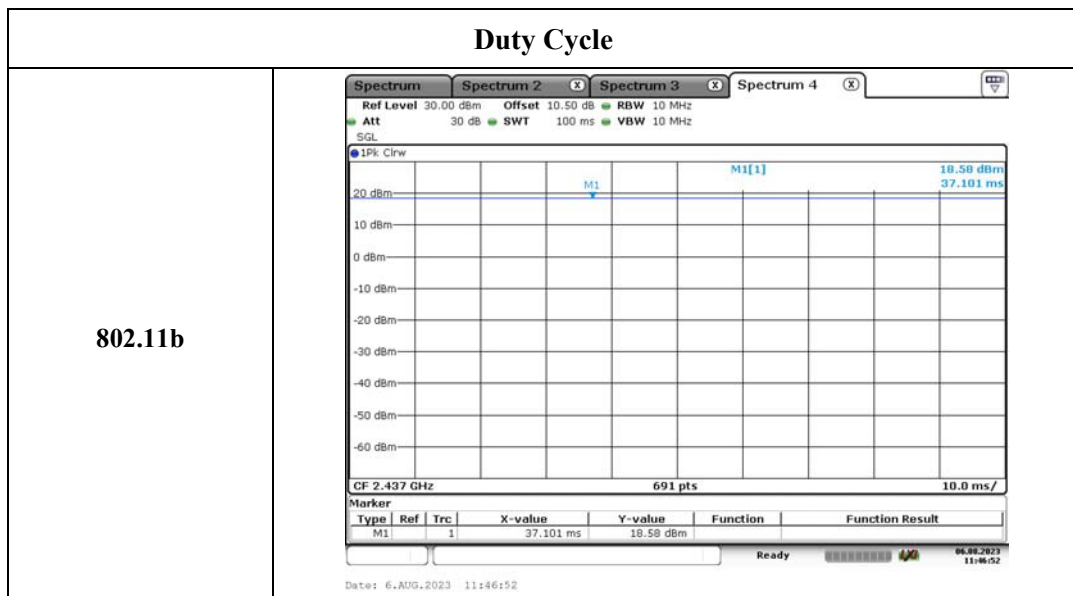 Duty Cycle
802.11b
Spectrum Spectrum 2 X Spectrum 3 X Spectrum 4 X
Ref Level 30.00 dBm Offset 10.50 dB RBW 10 MHz
Att 30 dB SWT 100 ms VBW 10 MHz
SGL
1Pk Clrw
M1[1] 18.58 dBm
37.101 ms
M1
20 dBm
10 dBm
0 dBm
-10 dBm
-20 dBm
-30 dBm
-40 dBm
-50 dBm
-60 dBm
CF 2.437 GHz 691 pts 10.0 ms/
Marker
Type Ref Trc X-value Y-value Function Function Result
M1 1 37.101 ms 18.58 dBm
Ready 06.08.2023
11:46:52
Date: 6.AUG.2023 11:46:52